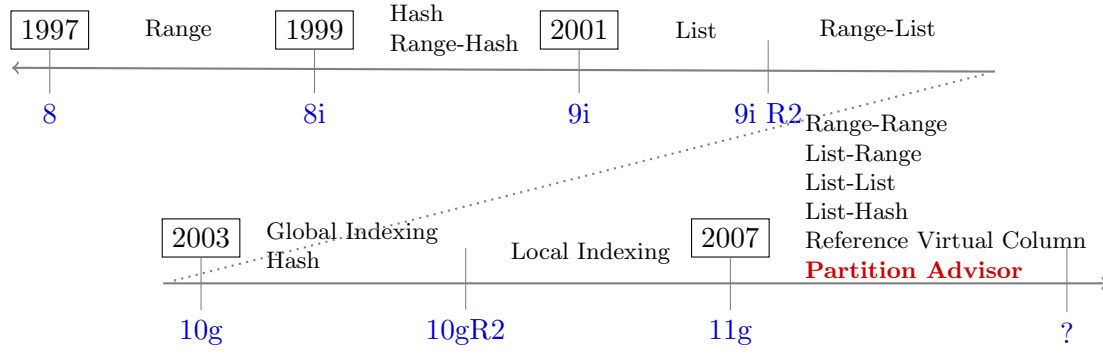 1997
Range
1999
Hash
Range-Hash
2001
List
Range-List
8
8i
9i
9i R2
Range-Range
List-Range
List-List
List-Hash
Reference Virtual Column
Partition Advisor
2003
Global Indexing
Hash
Local Indexing
2007
10g
10gR2
11g
?